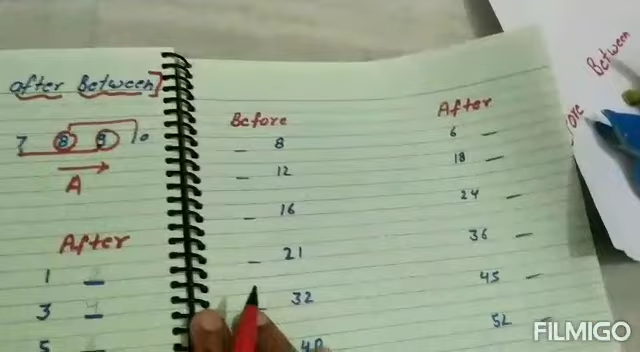 after Between]
7 8 9 10
A
After
1 _
3 _
5
Before
_ 8
_ 12
_ 16
_ 21
_ 32
40
After
6 _
18 _
24 _
36 _
45 _
52
Between
ore
FILMIGO